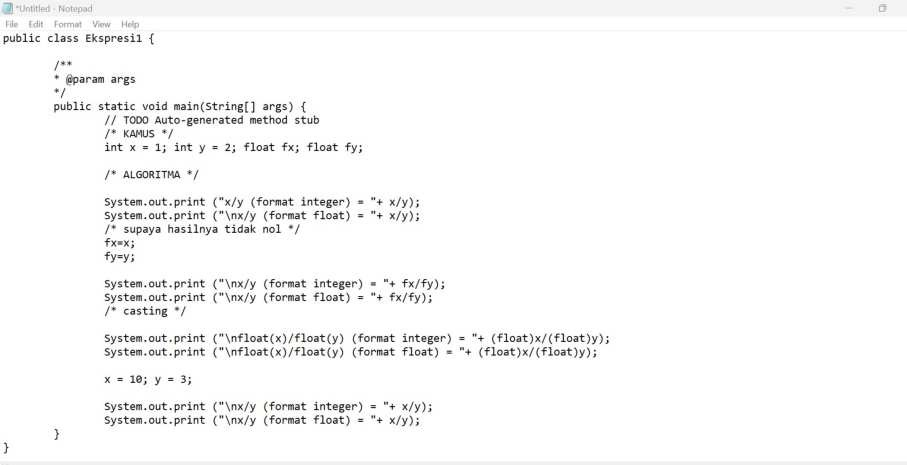 *Untitled - Notepad
File Edit Format View Help
public class Ekspresi1 {
/**
* @param args
*/
public static void main(String[] args) {
// TODO Auto-generated method stub
/* KAMUS */
int x = 1; int y = 2; float fx; float fy;
/* ALGORITMA */
System.out.print ("x/y (format integer) = "+ x/y);
System.out.print ("\nx/y (format float) = "+ x/y);
/* supaya hasilnya tidak nol */
fx=x;
fy=y;
System.out.print ("\nx/y (format integer) = "+ fx/fy);
System.out.print ("\nx/y (format float) = "+ fx/fy);
/* casting */
System.out.print ("\nfloat(x)/float(y) (format integer) = "+ (float)x/(float)y);
System.out.print ("\nfloat(x)/float(y) (format float) = "+ (float)x/(float)y);
x = 10; y = 3;
System.out.print ("\nx/y (format integer) = "+ x/y);
System.out.print ("\nx/y (format float) = "+ x/y);
}
}